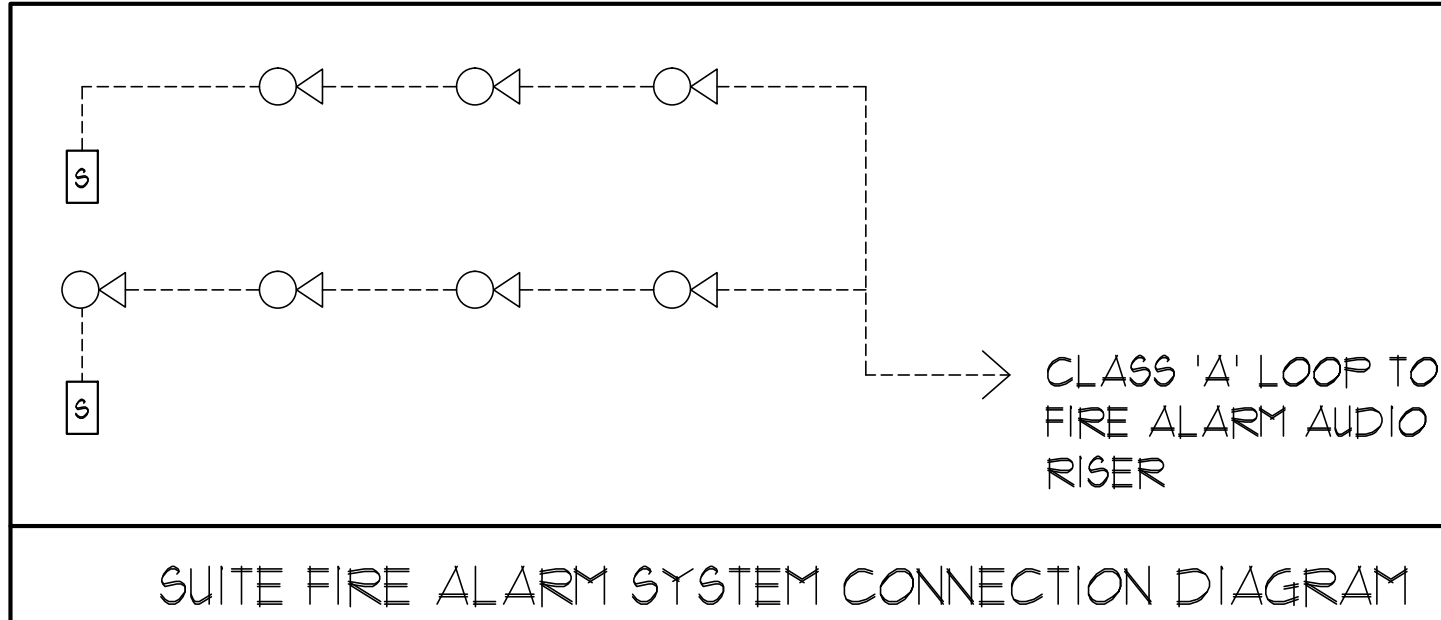 S
S
CLASS 'A' LOOP TO
FIRE ALARM AUDIO
RISER
SUITE FIRE ALARM SYSTEM CONNECTION DIAGRAM